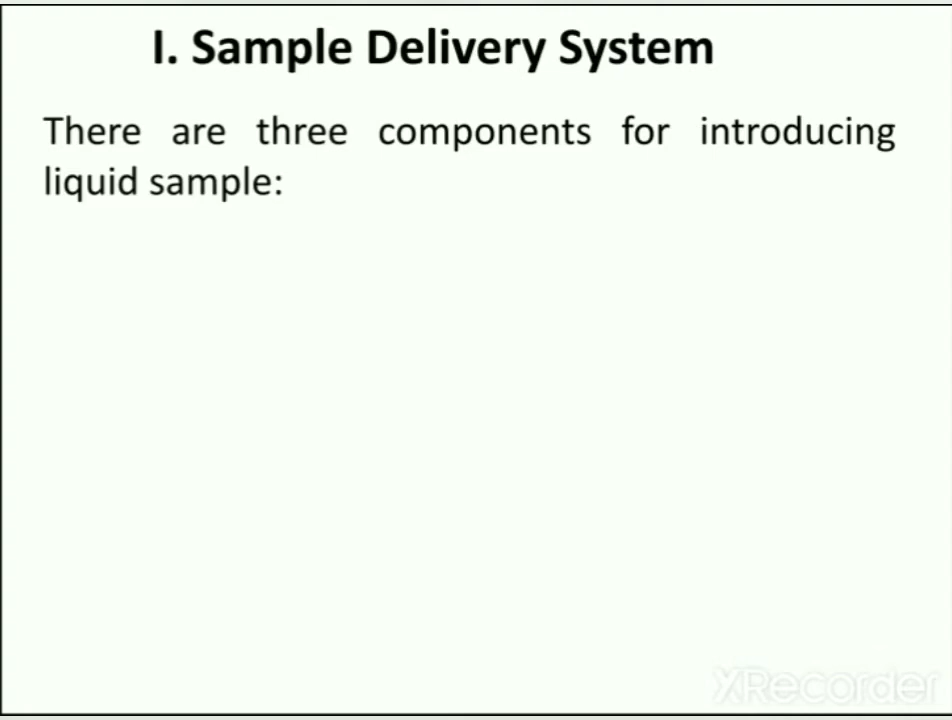 I. Sample Delivery System
There are three components for introducing
liquid sample:
XRecorder